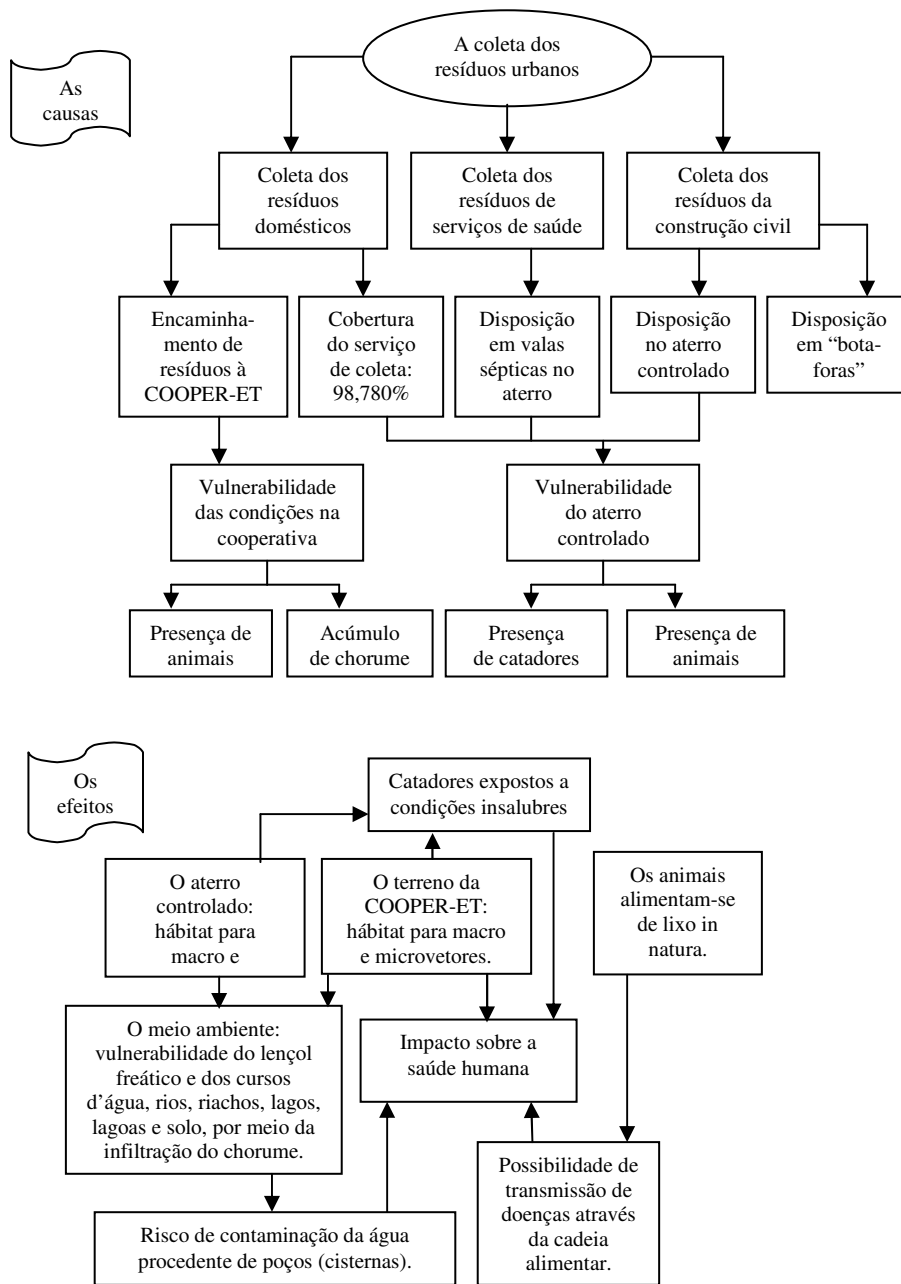 A coleta dos
resíduos urbanos
As
causas
Coleta dos
resíduos
domésticos
Coleta dos
resíduos de
serviços de saúde
Coleta dos
resíduos da
construção civil
Encaminha-
mento de
resíduos à
COOPER-ET
Cobertura
do serviço
de coleta:
98,780%
Disposição
em valas
sépticas no
aterro
Disposição
no aterro
controlado
Disposição
em “bota-
foras”
Vulnerabilidade
das condições na
cooperativa
Vulnerabilidade
do aterro
controlado
Presença de
animais
Acúmulo
de chorume
Presença
de catadores
Presença de
animais
Os
efeitos
Catadores expostos a
condições insalubres
O aterro
controlado:
hábitat para
macro e
O terreno da
COOPER-ET:
hábitat para macro
e microvetores.
Os animais
alimentam-se
de lixo in
natura.
O meio ambiente:
vulnerabilidade do lençol
freático e dos cursos
d’água, rios, riachos, lagos,
lagoas e solo, por meio da
infiltração do chorume.
Impacto sobre a
saúde humana
Possibilidade de
transmissão de
doenças através
da cadeia
alimentar.
Risco de contaminação da água
procedente de poços (cisternas).